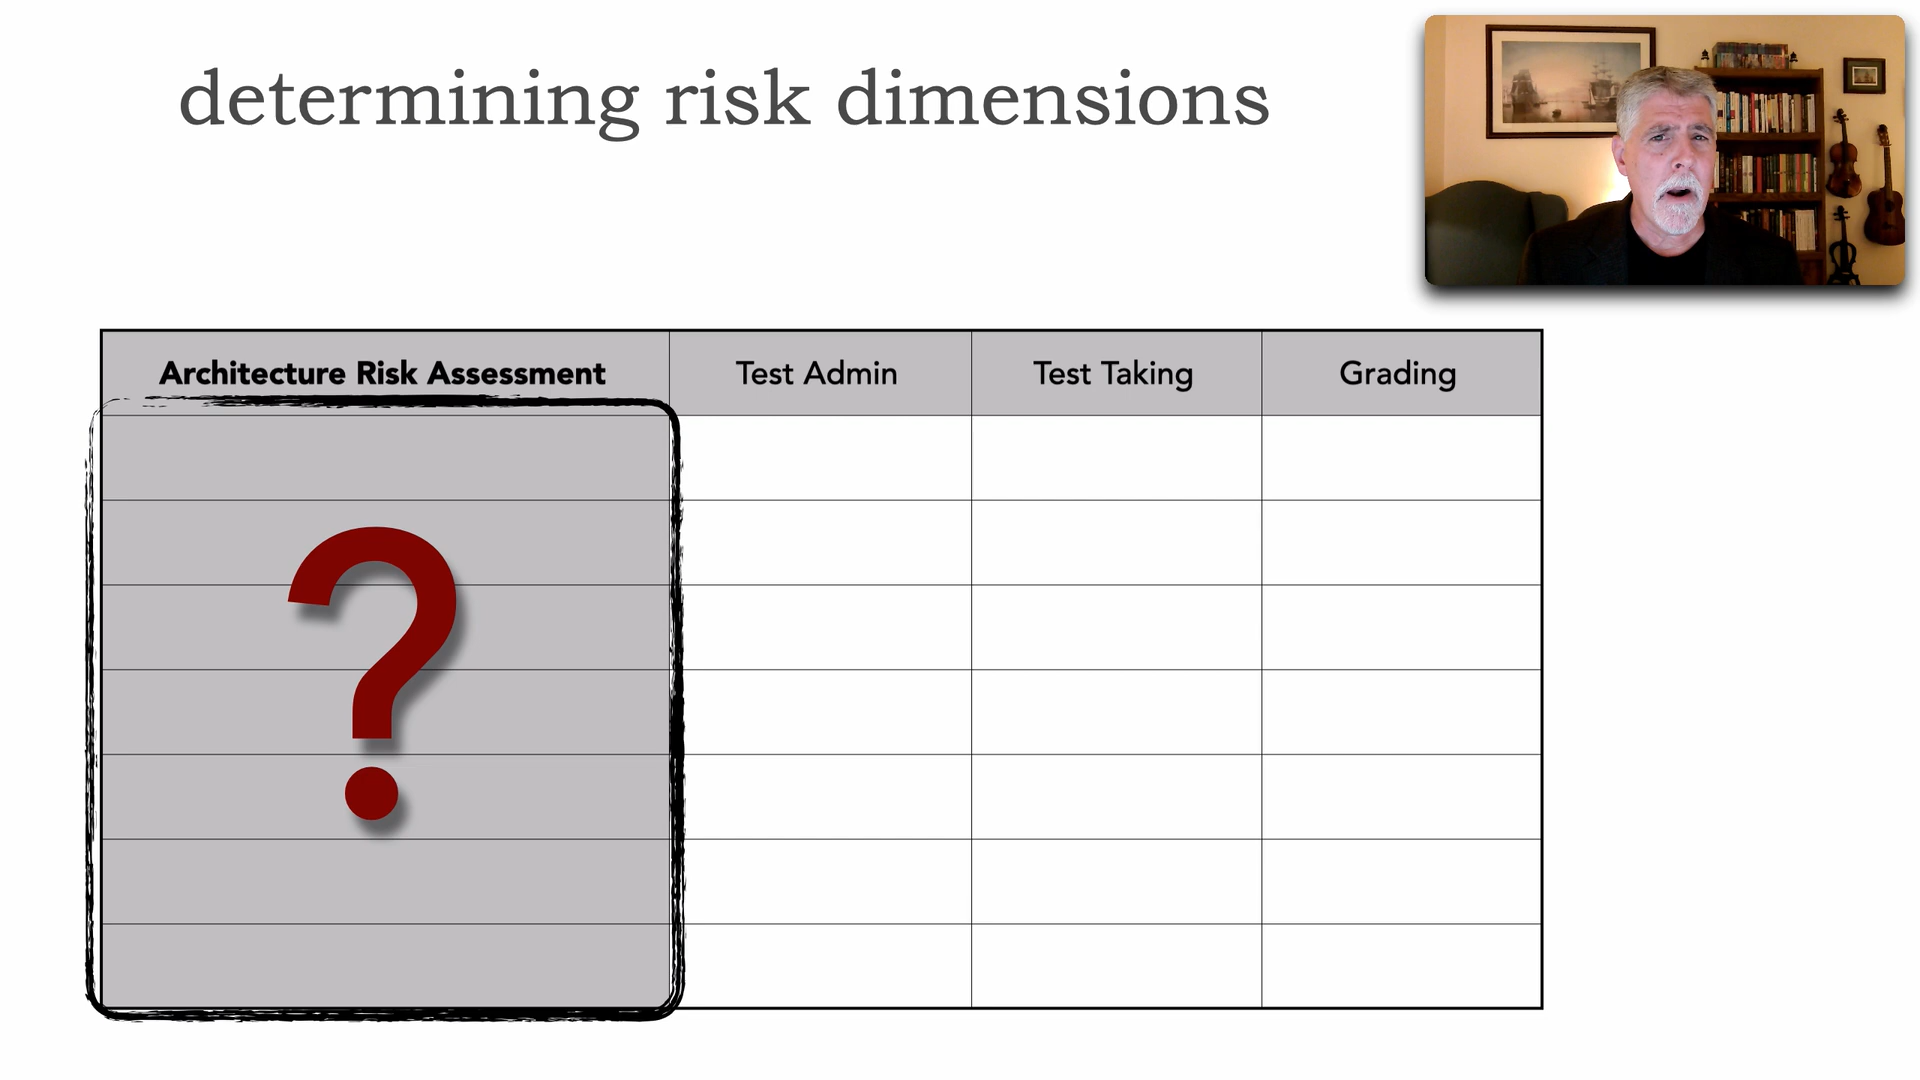 determining risk dimensions
Architecture Risk Assessment Test Admin Test Taking Grading
?